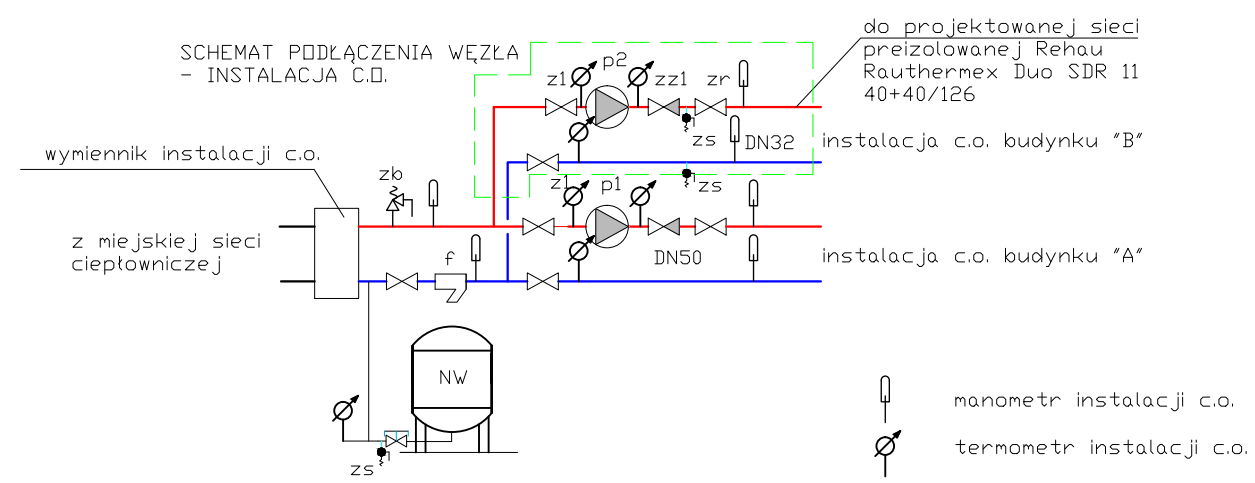 SCHEMAT PODŁĄCZENIA WĘZŁA
- INSTALACJA C.O.
do projektowanej sieci
preizolowanej Rehau
Rauthermex Duo SDR 11
40+40/126
z1
p2
zz1
zr
zs
DN32
instalacja c.o. budynku "B"
wymiennik instalacji c.o.
zb
z1
p1
zs
z miejskiej sieci
ciepłowniczej
f
DN50
instalacja c.o. budynku "A"
NW
zs
manometr instalacji c.o.
termometr instalacji c.o.